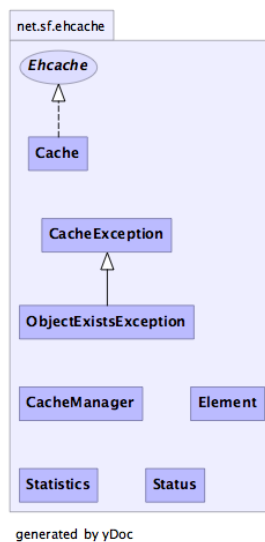 net.sf.ehcache
Ehcache
Cache
CacheException
ObjectExistsException
CacheManager
Element
Statistics
Status
generated by yDoc